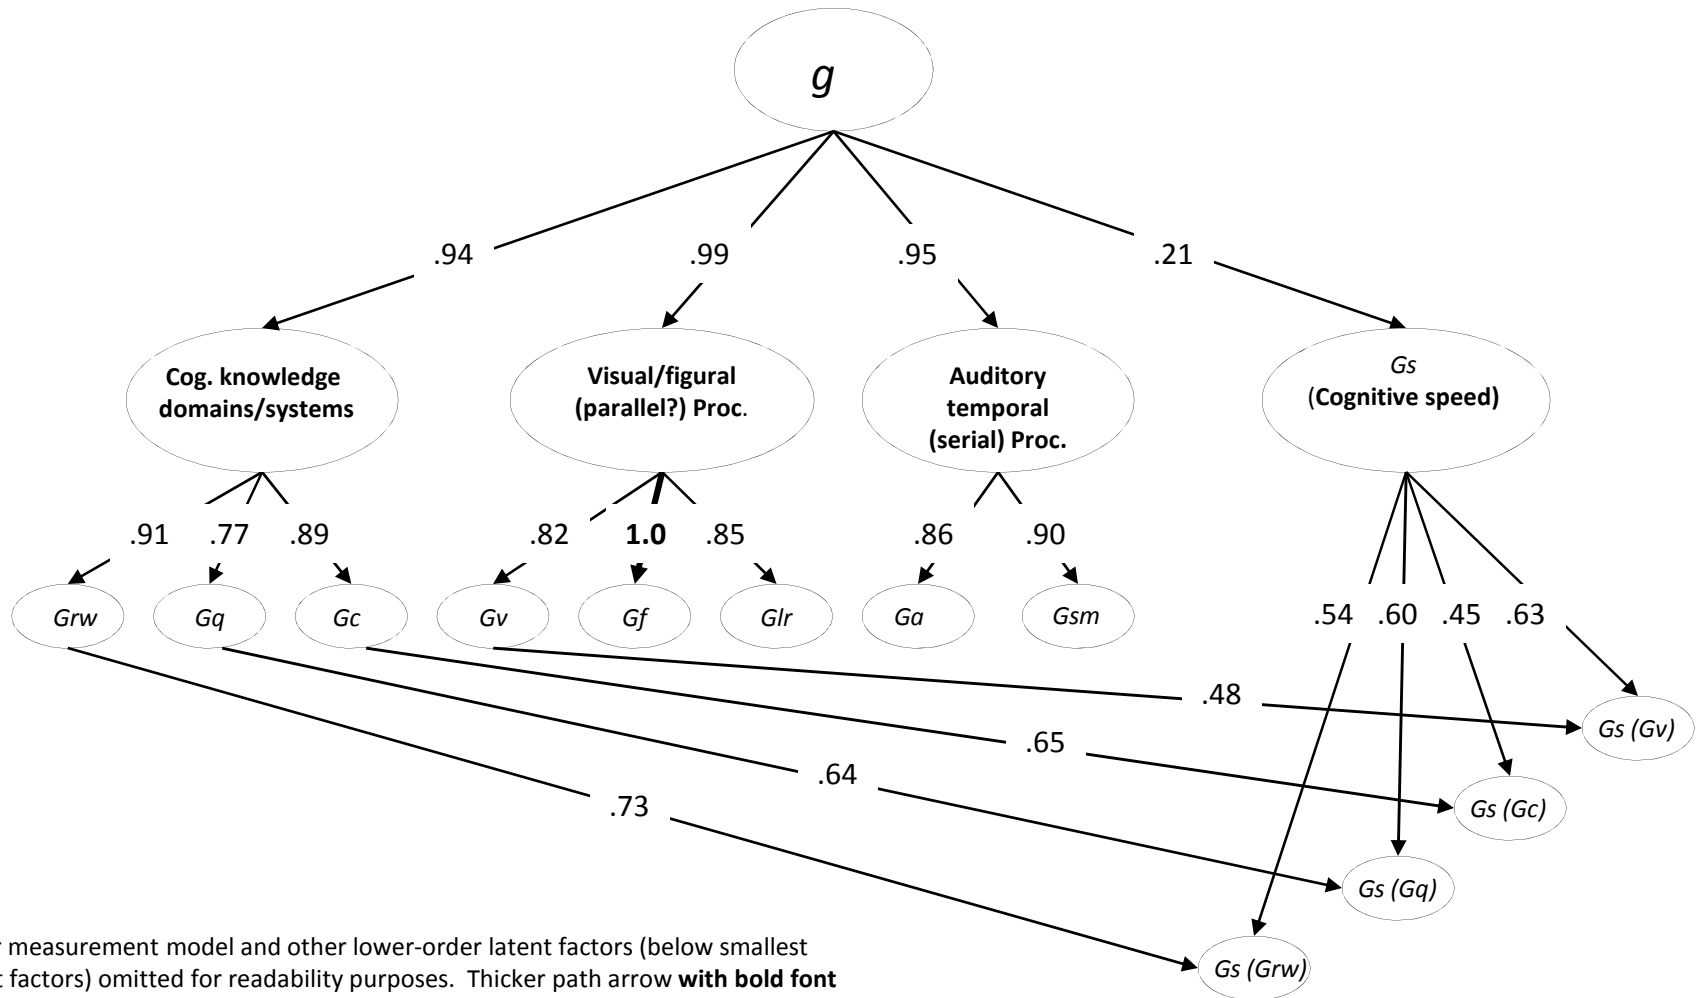 g
.94
.99
.95
.21
Cog. knowledge
domains/systems
Visual/figural
(parallel?) Proc.
Auditory
temporal
(serial) Proc.
Gs
(Cognitive speed)
.91
.77
.89
.82
1.0
.85
.86
.90
Grw
Gq
Gc
Gv
Gf
Glr
Ga
Gsm
.54
.60
.45
.63
.48
.65
.64
.73
Gs (Gv)
Gs (Gc)
Gs (Gq)
Gs (Grw)
measurement model and other lower-order latent factors (below smallest
factors) omitted for readability purposes. Thicker path arrow with bold font